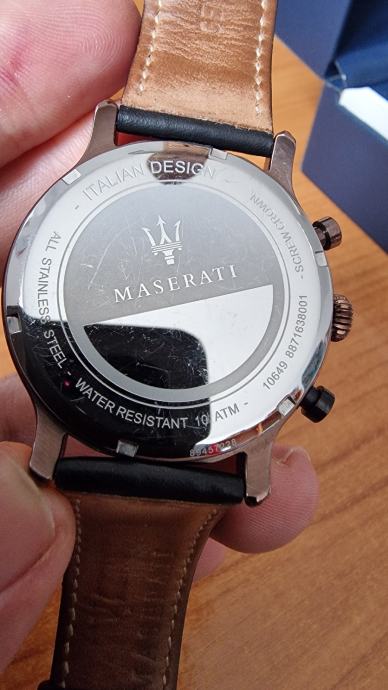 - ITALIAN DESIGN
- SCREW CROWN -
10649 8871638001
WATER RESISTANT 10 ATM -
ALL STAINLESS STEEL
MASERATI